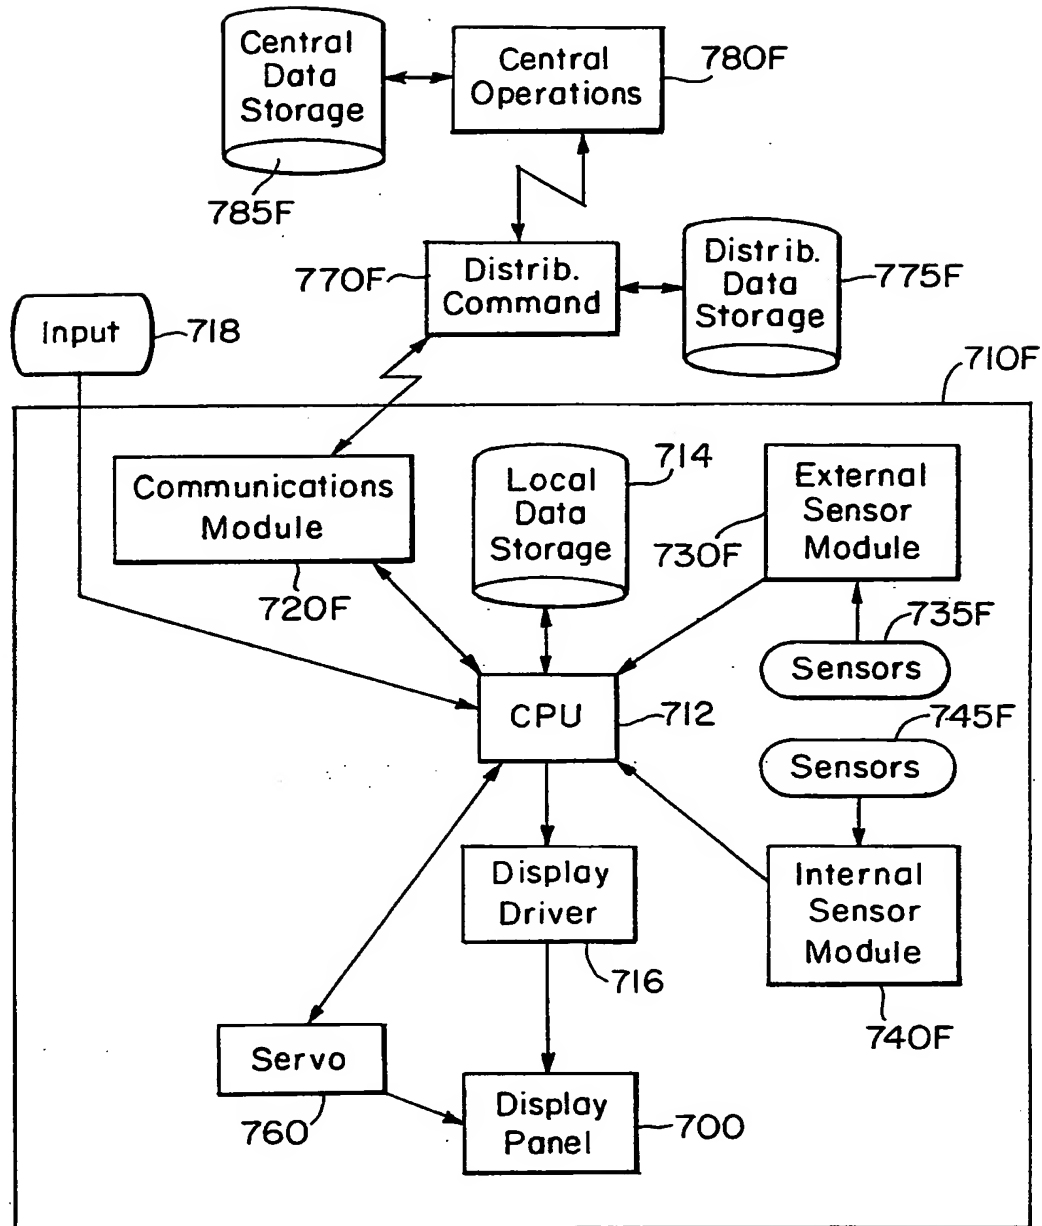 Central
Data
Storage
785F
Central
Operations
780F
770F
Distrib.
Command
Distrib.
Data
Storage
775F
Input
718
710F
Communications
Module
720F
Local
Data
Storage
714
External
Sensor
Module
730F
735F
Sensors
CPU
712
745F
Sensors
Display
Driver
716
Internal
Sensor
Module
740F
Servo
760
Display
Panel
700